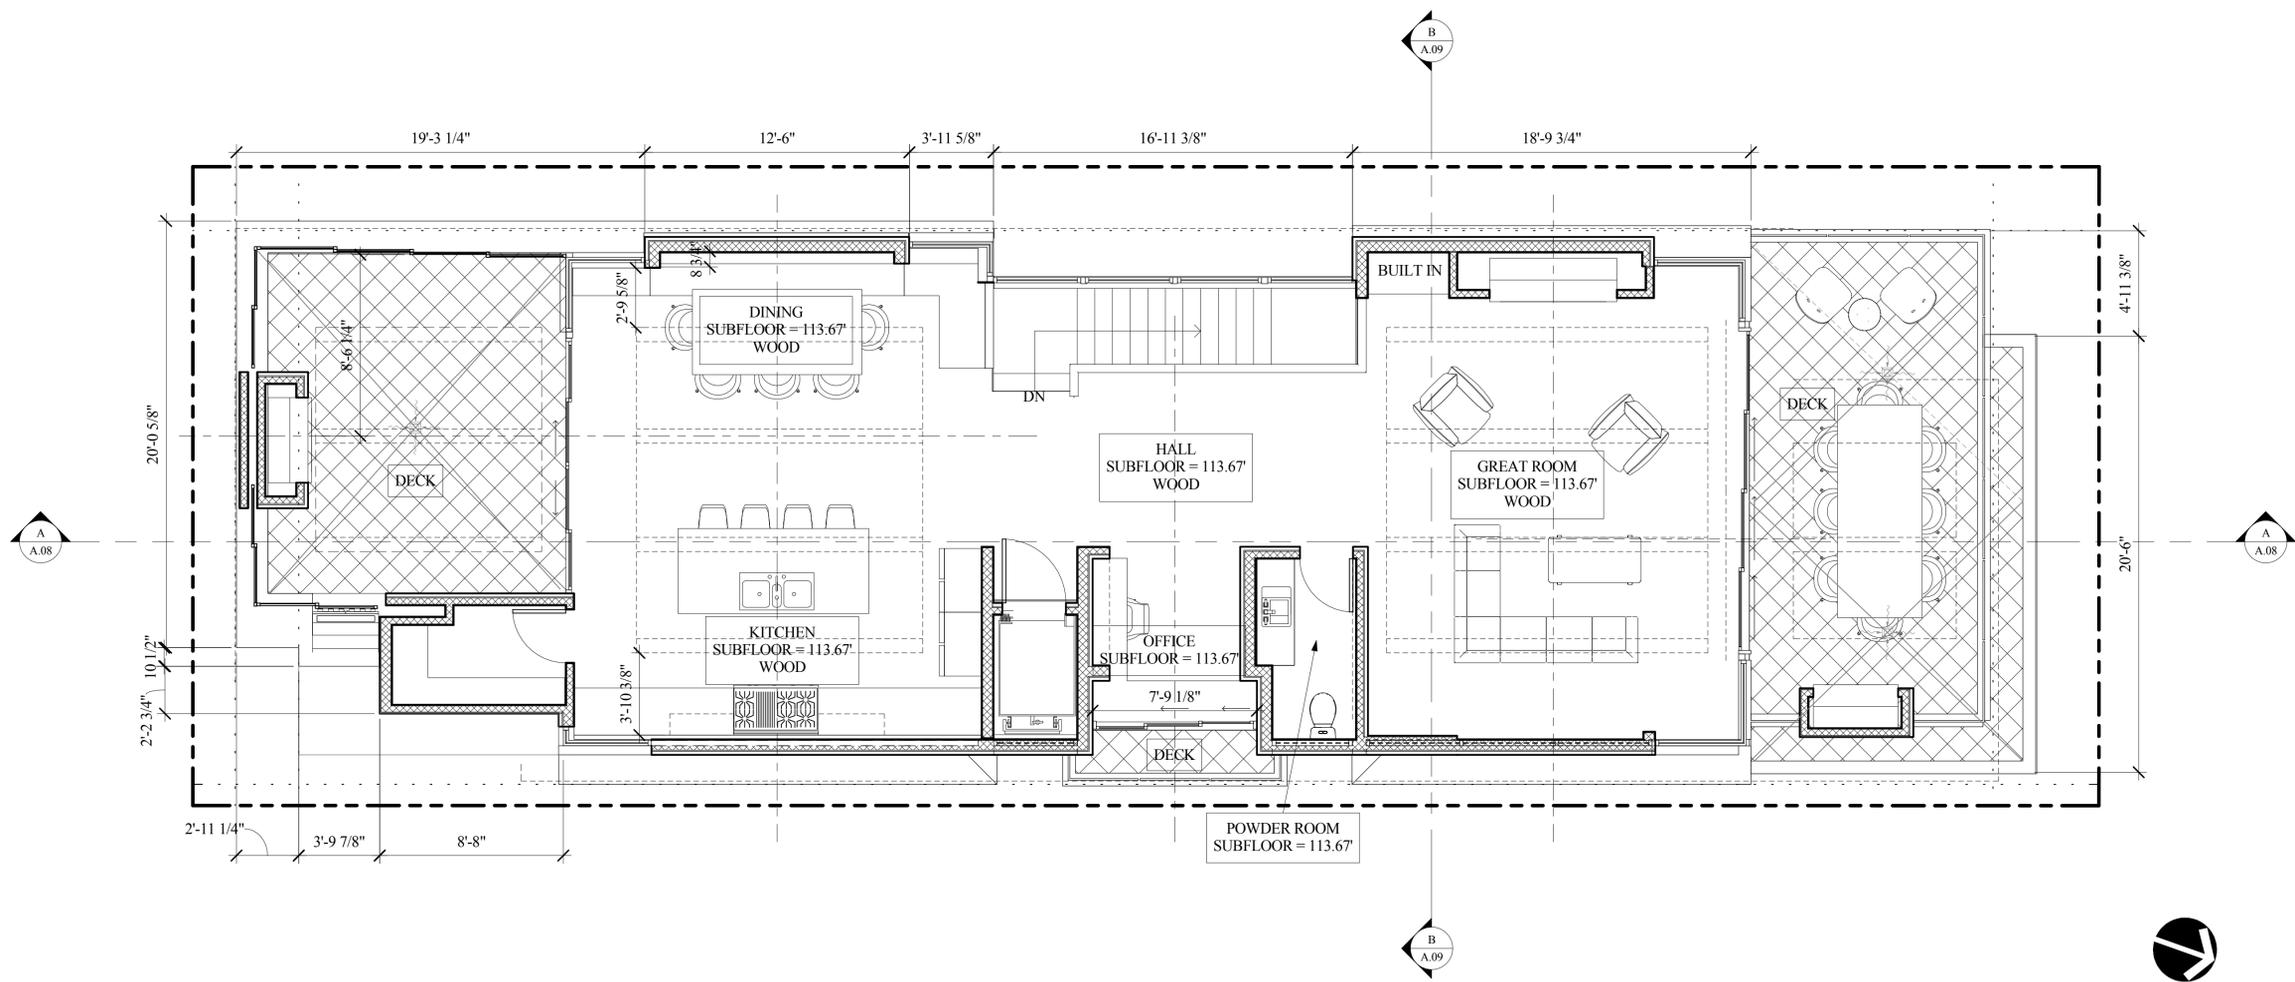 B
A.09
19'-3 1/4"
12'-6"
3'-11 5/8"
16'-11 3/8"
18'-9 3/4"
8 3/4"
BUILT IN
4'-11 3/8"
2'-9 5/8"
DINING
SUBFLOOR = 113.67'
WOOD
8'-6 1/4"
DN
DECK
20'-0 5/8"
HALL
SUBFLOOR = 113.67'
WOOD
GREAT ROOM
SUBFLOOR = 113.67'
WOOD
DECK
A
A.08
A
A.08
20'-6"
KITCHEN
SUBFLOOR = 113.67'
WOOD
OFFICE
SUBFLOOR = 113.67'
10 1/2"
3'-10 3/8"
7'-9 1/8"
2'-2 3/4"
DECK
2'-11 1/4"
3'-9 7/8"
8'-8"
POWDER ROOM
SUBFLOOR = 113.67'
B
A.09